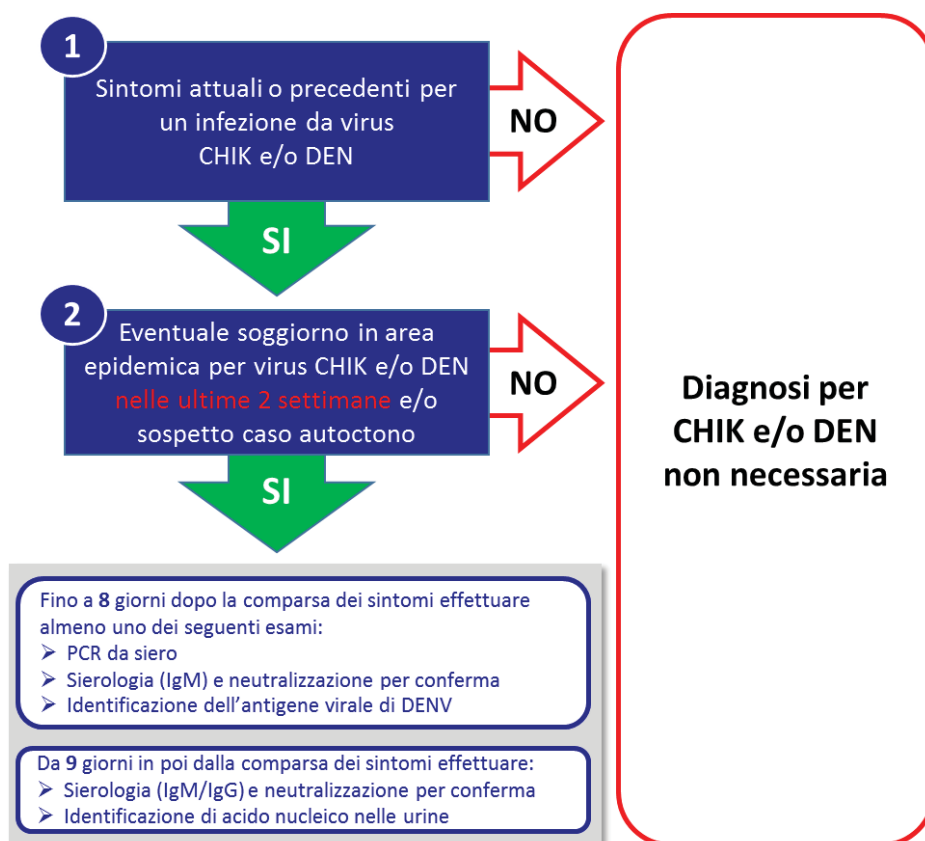 1
Sintomi attuali o precedenti per
un infezione da virus
CHIK e/o DEN
NO
SI
2
Eventuale soggiorno in area
epidemica per virus CHIK e/o DEN
nelle ultime 2 settimane e/o
sospetto caso autoctono
NO
SI
Diagnosi per
CHIK e/o DEN
non necessaria
Fino a 8 giorni dopo la comparsa dei sintomi effettuare
almeno uno dei seguenti esami:
➢ PCR da siero
➢ Sierologia (IgM) e neutralizzazione per conferma
➢ Identificazione dell’antigene virale di DENV
Da 9 giorni in poi dalla comparsa dei sintomi effettuare:
➢ Sierologia (IgM/IgG) e neutralizzazione per conferma
➢ Identificazione di acido nucleico nelle urine